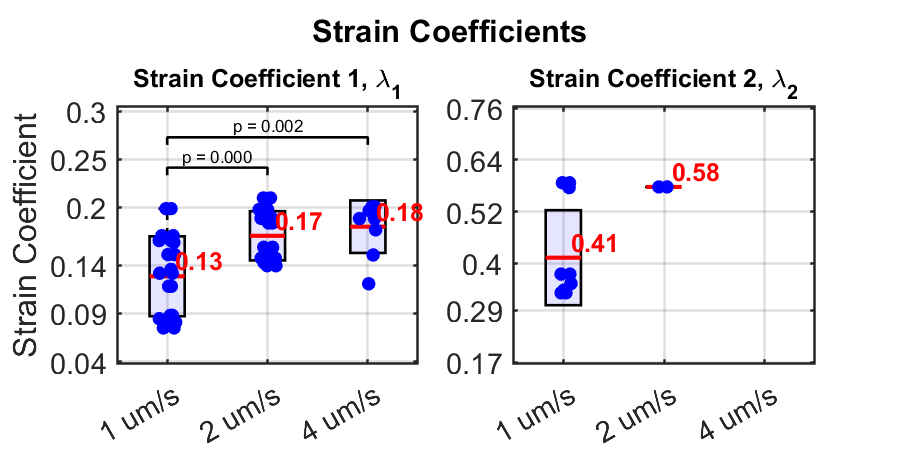 Strain Coefficients
Strain Coefficient 1, λ1
Strain Coefficient
0.3
0.25
0.2
0.14
0.09
0.04
p = 0.002
p = 0.000
0.13
0.17
0.18
1 um/s
2 um/s
4 um/s
Strain Coefficient 2, λ2
0.76
0.64
0.52
0.4
0.29
0.17
0.41
0.58
1 um/s
2 um/s
4 um/s